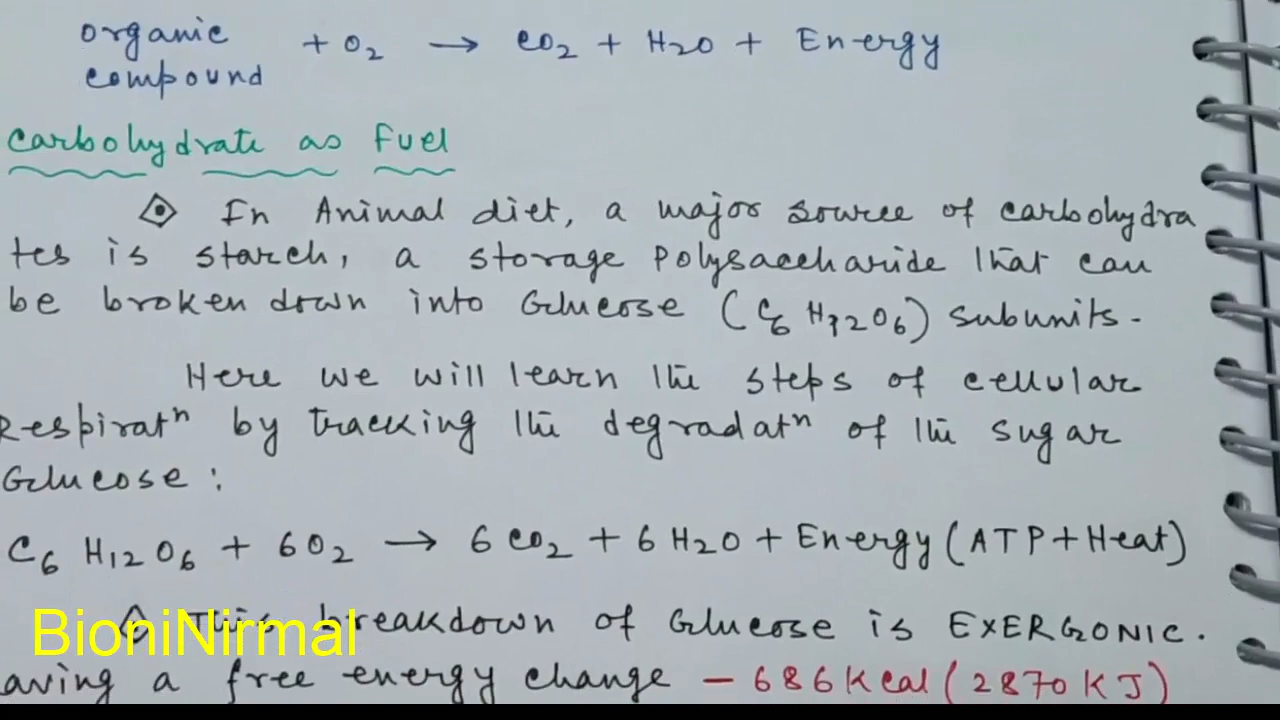 organic
compound + O2 → CO2 + H2O + Energy
Carbohydrate as Fuel
In Animal diet, a major source of carbohydra
tes is starch, a storage polysaccharide that can
be broken down into Glucose (C6 H12O6) subunits.
Here we will learn the steps of cellular
Respiratn by tracking the degradatn of the sugar
Glucose:
C6 H12 O6 + 6O2 → 6 CO2 + 6 H2O + Energy (ATP+Heat)
This breakdown of Glucose is EXERGONIC.
BioniNirmal
aving a free energy change - 686 Kcal (2870 KJ)